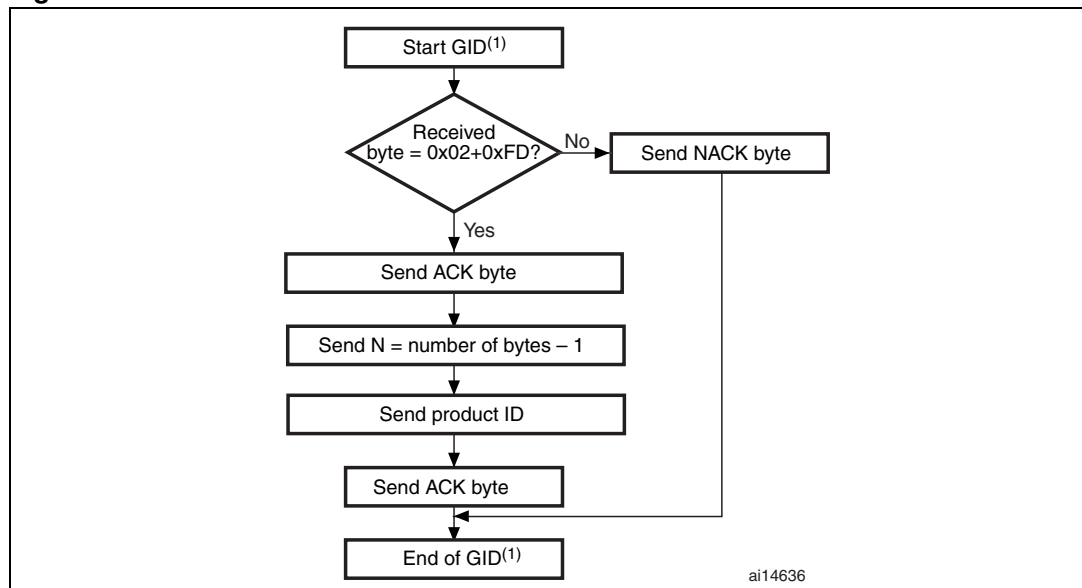 Start GID(1)
Received
byte = 0x02+0xFD?
No
Send NACK byte
Yes
Send ACK byte
Send N = number of bytes – 1
Send product ID
Send ACK byte
End of GID(1)
ai14636